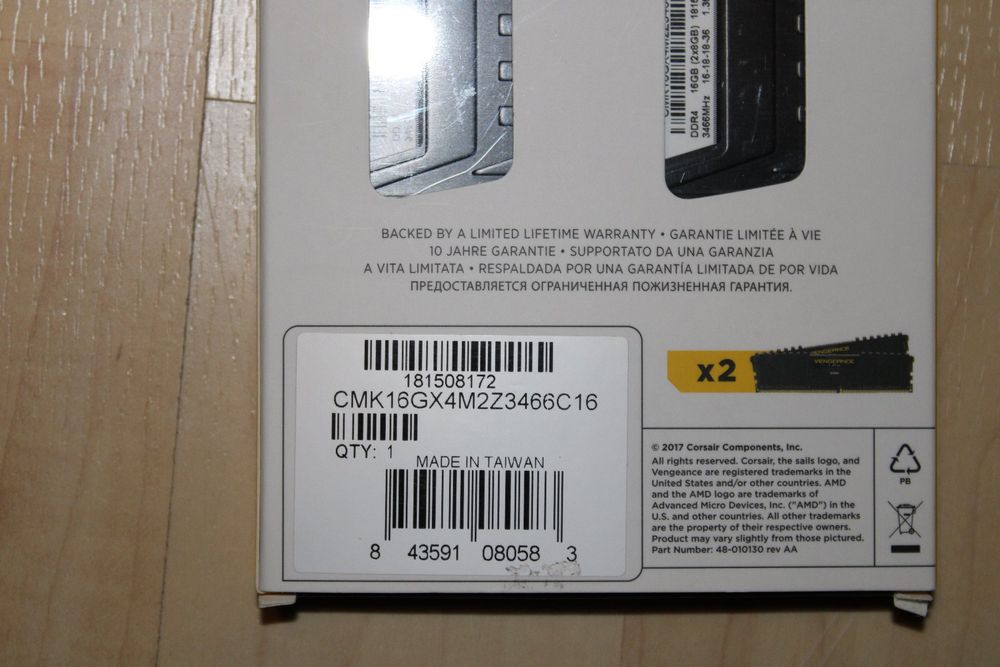 DDR4 16GB (2x8GB) 1815
3466MHz 16-18-18-36 1.3
BACKED BY A LIMITED LIFETIME WARRANTY • GARANTIE LIMITÉE À VIE
10 JAHRE GARANTIE • SUPPORTATO DA UNA GARANZIA
A VITA LIMITATA • RESPALDADA POR UNA GARANTÍA LIMITADA DE POR VIDA
ПРЕДОСТАВЛЯЕТСЯ ОГРАНИЧЕННАЯ ПОЖИЗНЕННАЯ ГАРАНТИЯ.
181508172
CMK16GX4M2Z3466C16
QTY: 1
MADE IN TAIWAN
8 43591 08058 3
x2
VENGEANCE
VENGEANCE
© 2017 Corsair Components, Inc.
All rights reserved. Corsair, the sails logo, and
Vengeance are registered trademarks in the
United States and/or other countries. AMD
and the AMD logo are trademarks of
Advanced Micro Devices, Inc. ("AMD") in the
U.S. and other countries. All other trademarks
are the property of their respective owners.
Product may vary slightly from those pictured.
Part Number: 48-010130 rev AA
PB